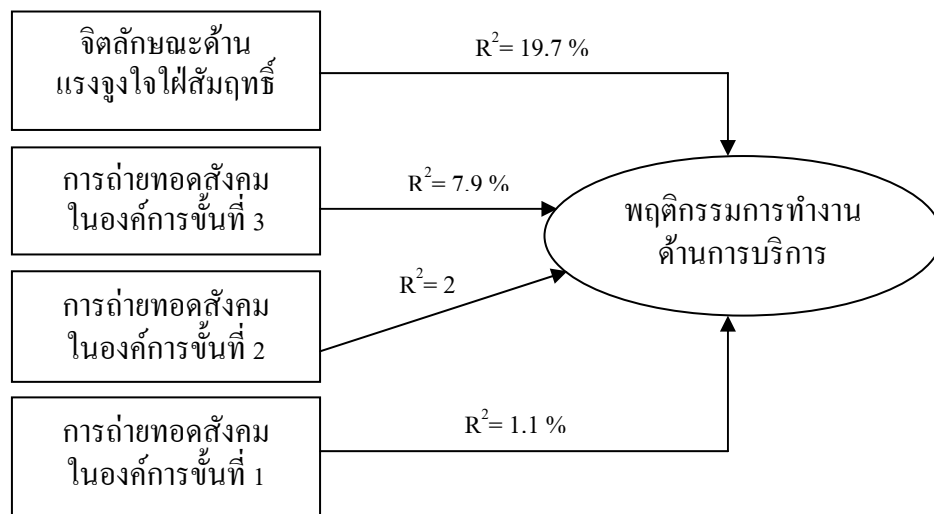 จิตลักษณะด้าน
แรงจูงใจใฝ่สัมฤทธิ์
R²= 19.7 %
การถ่ายทอดสังคม
ในองค์การขั้นที่ 3
R²= 7.9 %
พฤติกรรมการทำงาน
ด้านการบริการ
การถ่ายทอดสังคม
ในองค์การขั้นที่ 2
R²= 2
การถ่ายทอดสังคม
ในองค์การขั้นที่ 1
R²= 1.1 %